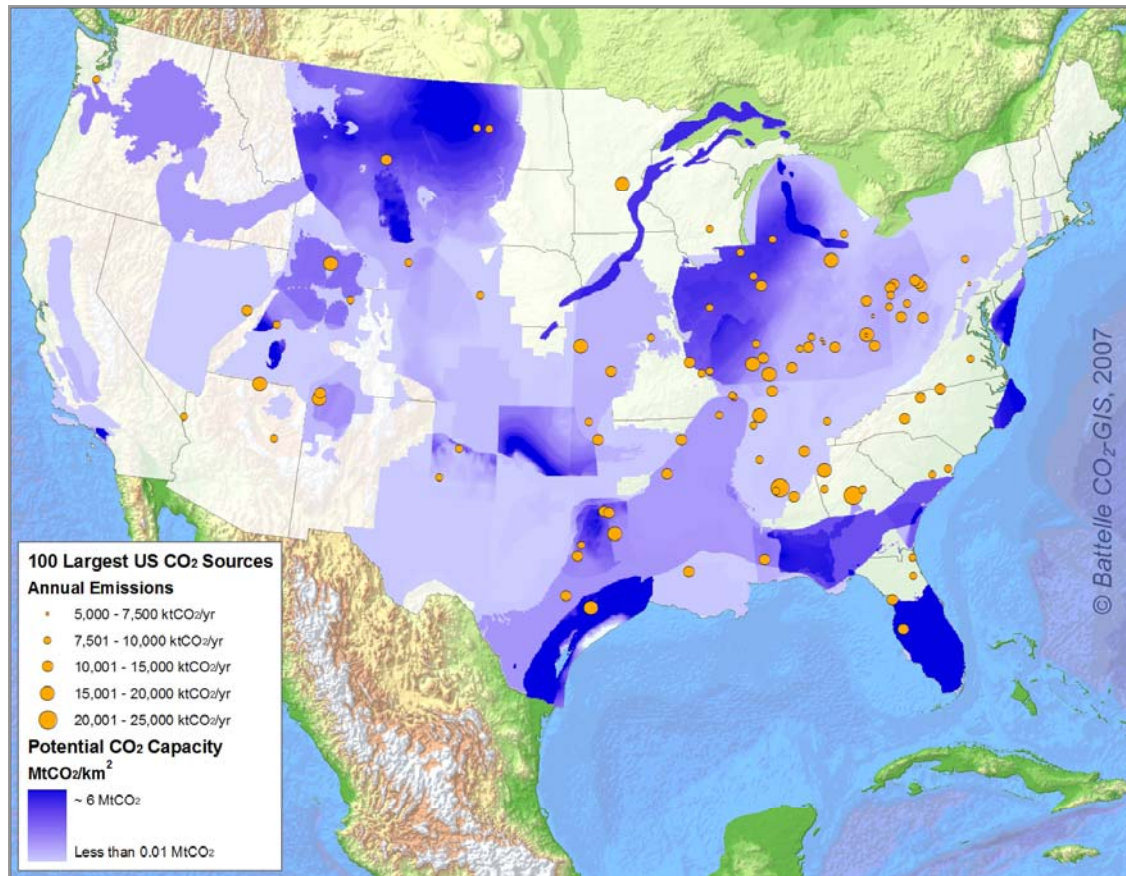 100 Largest US CO₂ Sources
Annual Emissions
5,000 - 7,500 ktCO₂/yr
7,501 - 10,000 ktCO₂/yr
10,001 - 15,000 ktCO₂/yr
15,001 - 20,000 ktCO₂/yr
20,001 - 25,000 ktCO₂/yr
Potential CO₂ Capacity
MtCO₂/km²
~ 6 MtCO₂
Less than 0.01 MtCO₂
© Battelle CO₂-GIS, 2007